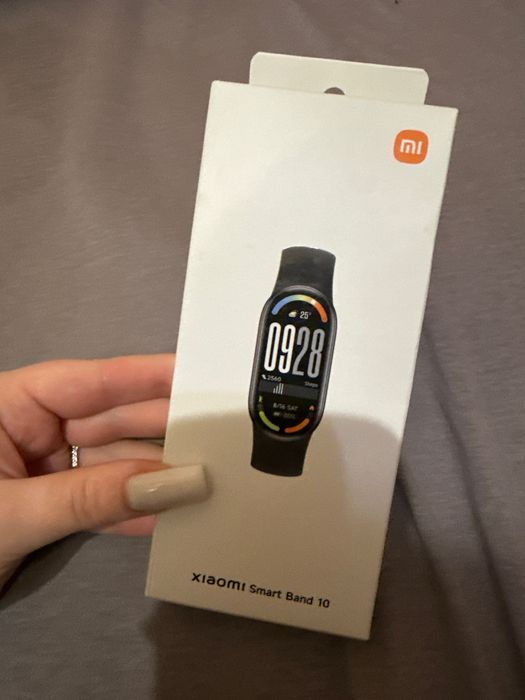 mi
25°
0928
2560
Steps
8/16 SAT
xiaomi Smart Band 10